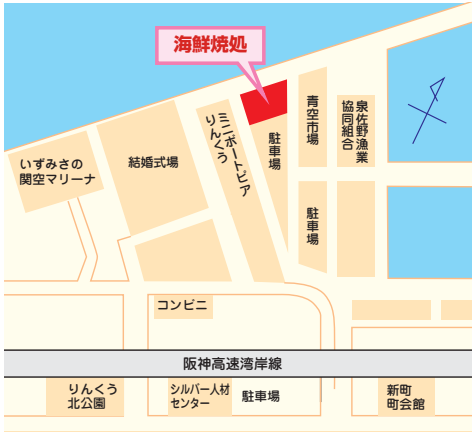 海鮮焼処
青空市場
泉佐野漁業
協同組合
ミニボートピア
りんくう
駐車場
いずみさの
関空マリーナ
結婚式場
駐車場
コンビニ
阪神高速湾岸線
りんくう
北公園
シルバー人材
センター
駐車場
新町
町会館